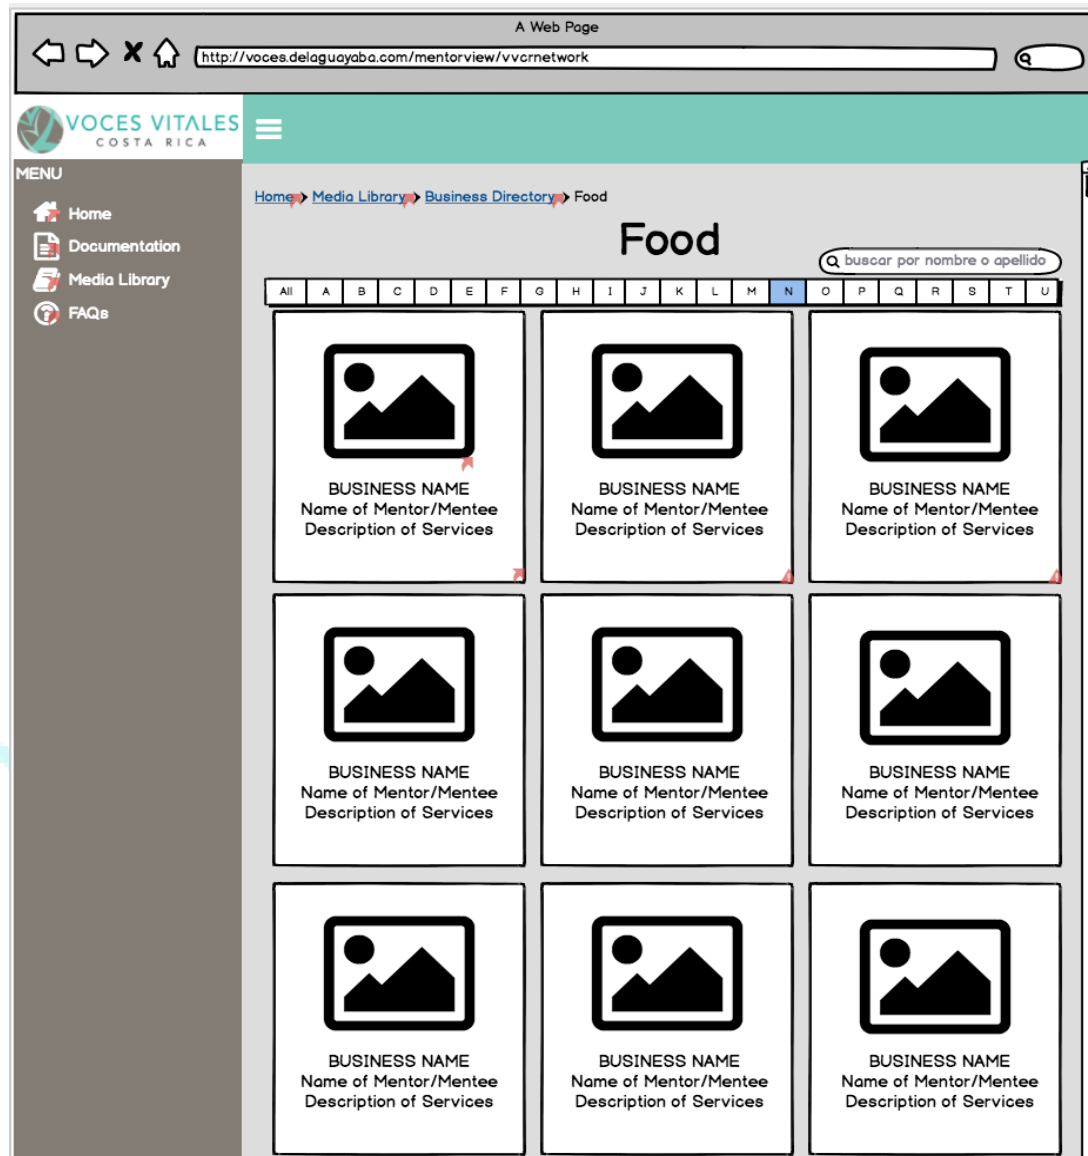 A Web Page
http://voces.delaguayaba.com/mentorview/vvcrnetwork
VOCES VITALES
COSTA RICA
MENU
Home
Documentation
Media Library
FAQs
Home Media Library Business Directory Food
Food
buscar por nombre o apellido
All A B C D E F G H I J K L M N O P Q R S T U
BUSINESS NAME BUSINESS NAME BUSINESS NAME
Name of Mentor/Mentee Name of Mentor/Mentee Name of Mentor/Mentee
Description of Services Description of Services Description of Services
BUSINESS NAME BUSINESS NAME BUSINESS NAME
Name of Mentor/Mentee Name of Mentor/Mentee Name of Mentor/Mentee
Description of Services Description of Services Description of Services
BUSINESS NAME BUSINESS NAME BUSINESS NAME
Name of Mentor/Mentee Name of Mentor/Mentee Name of Mentor/Mentee
Description of Services Description of Services Description of Services